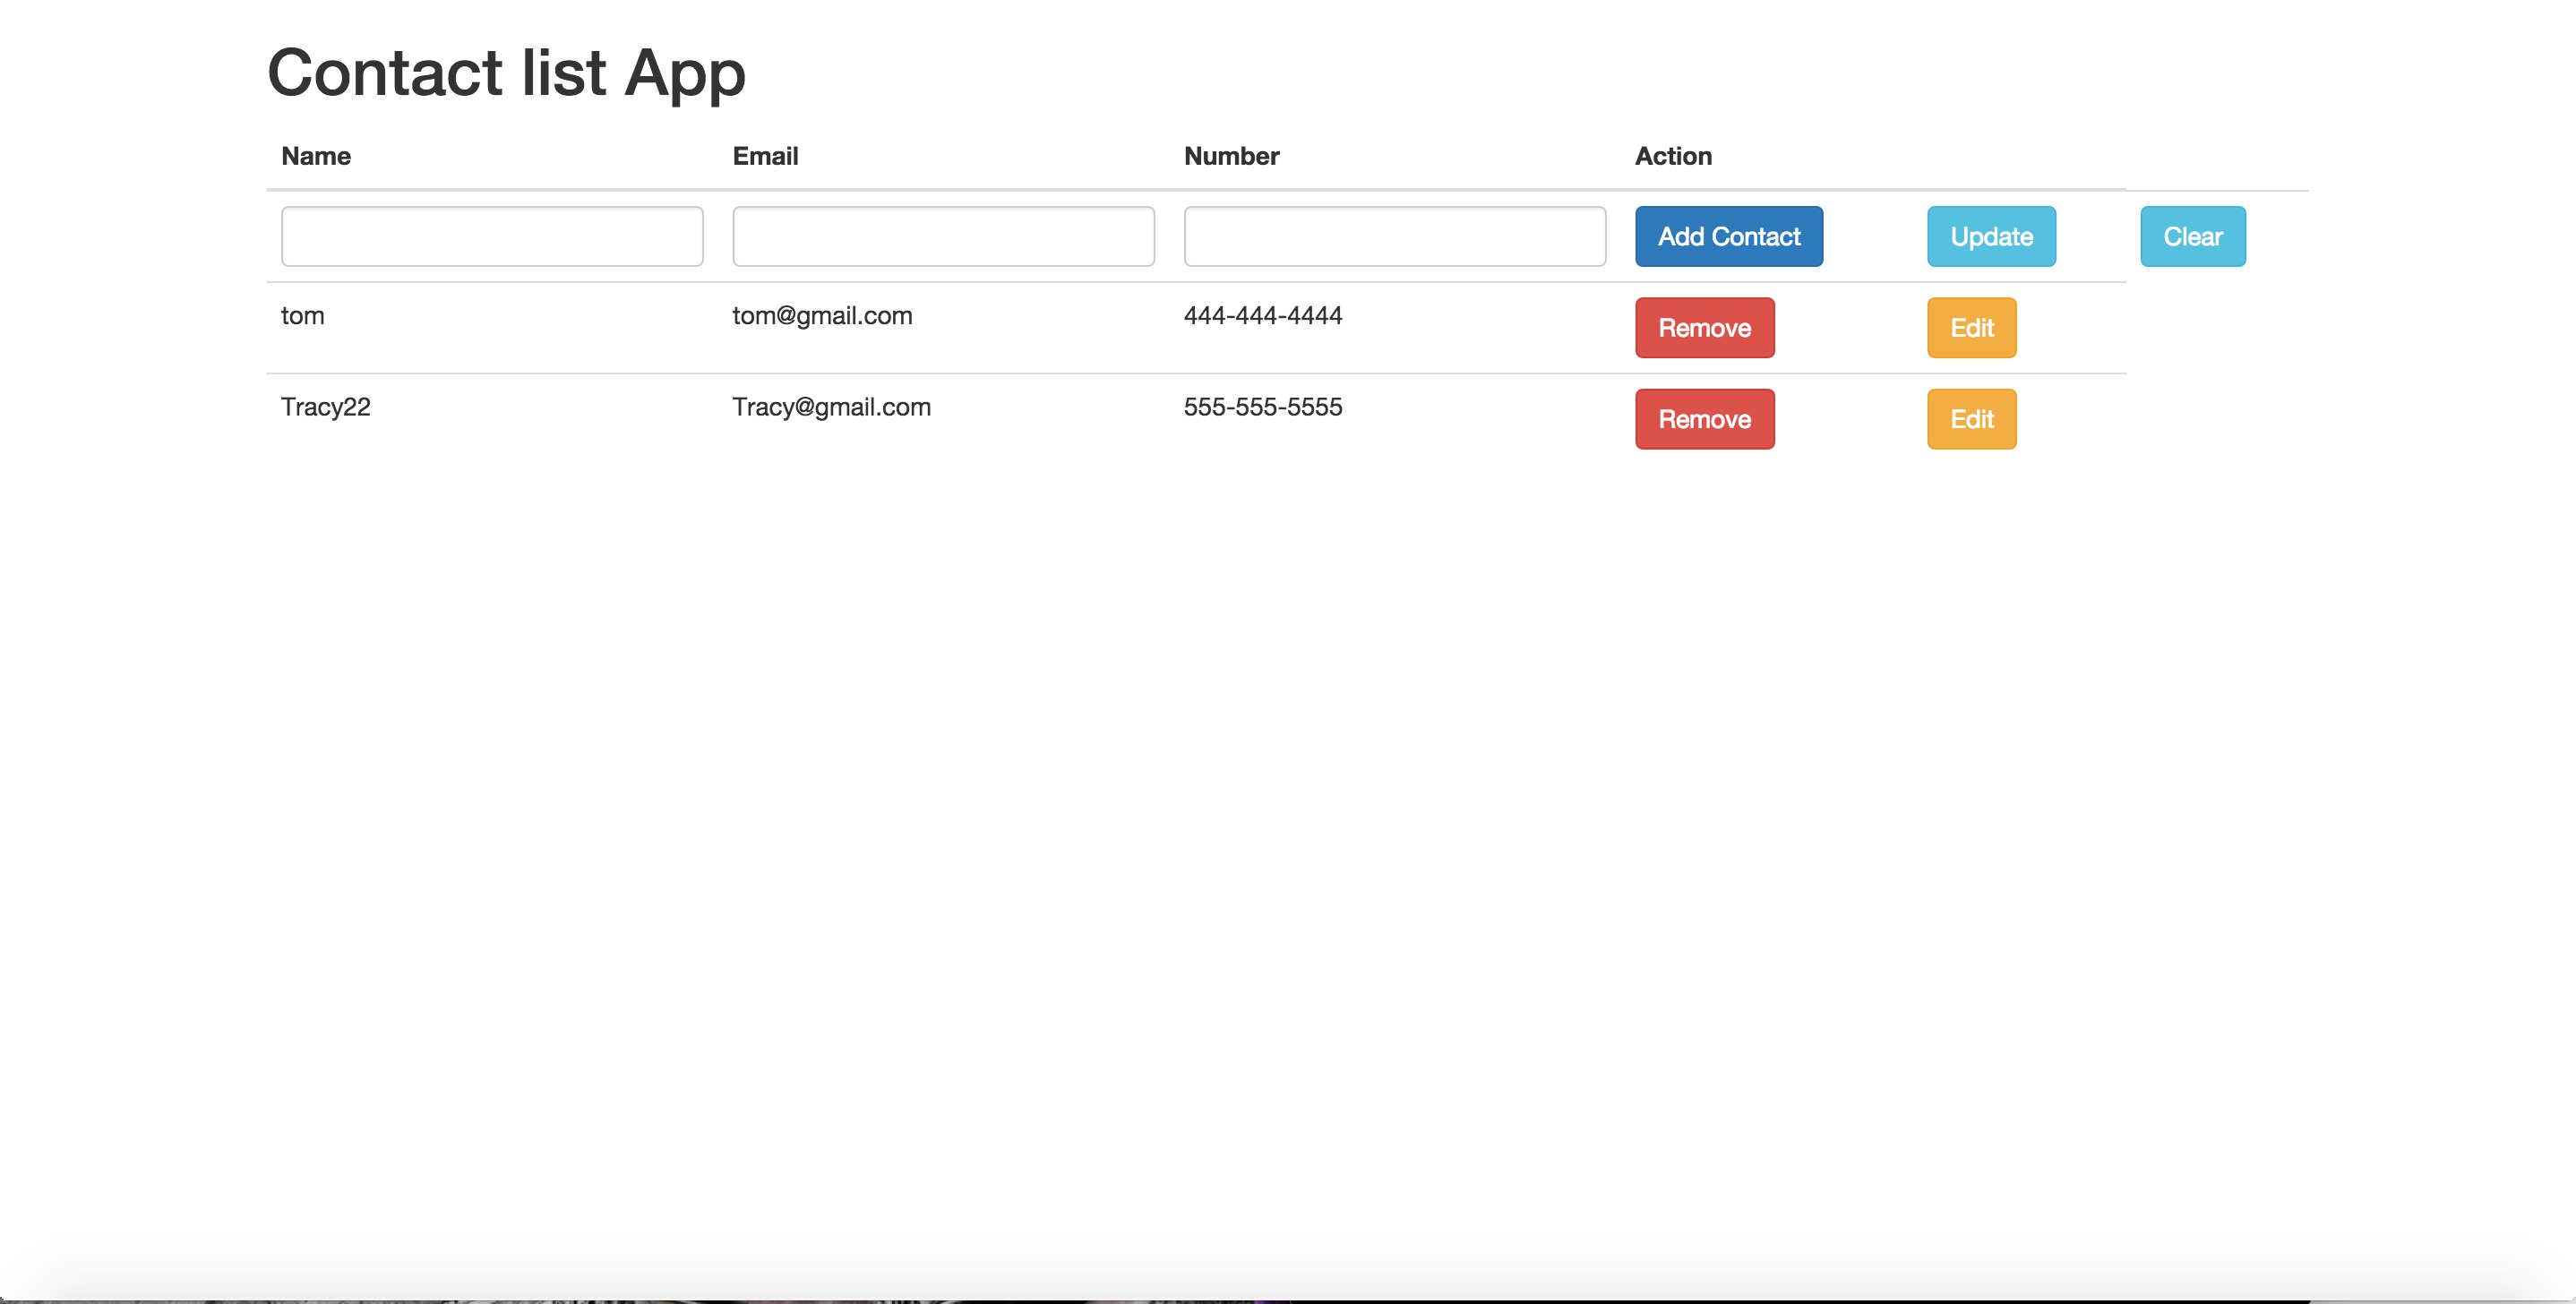 Contact list App
Name Email Number Action
Add Contact Update Clear
tom tom@gmail.com 444-444-4444 Remove Edit
Tracy22 Tracy@gmail.com 555-555-5555 Remove Edit